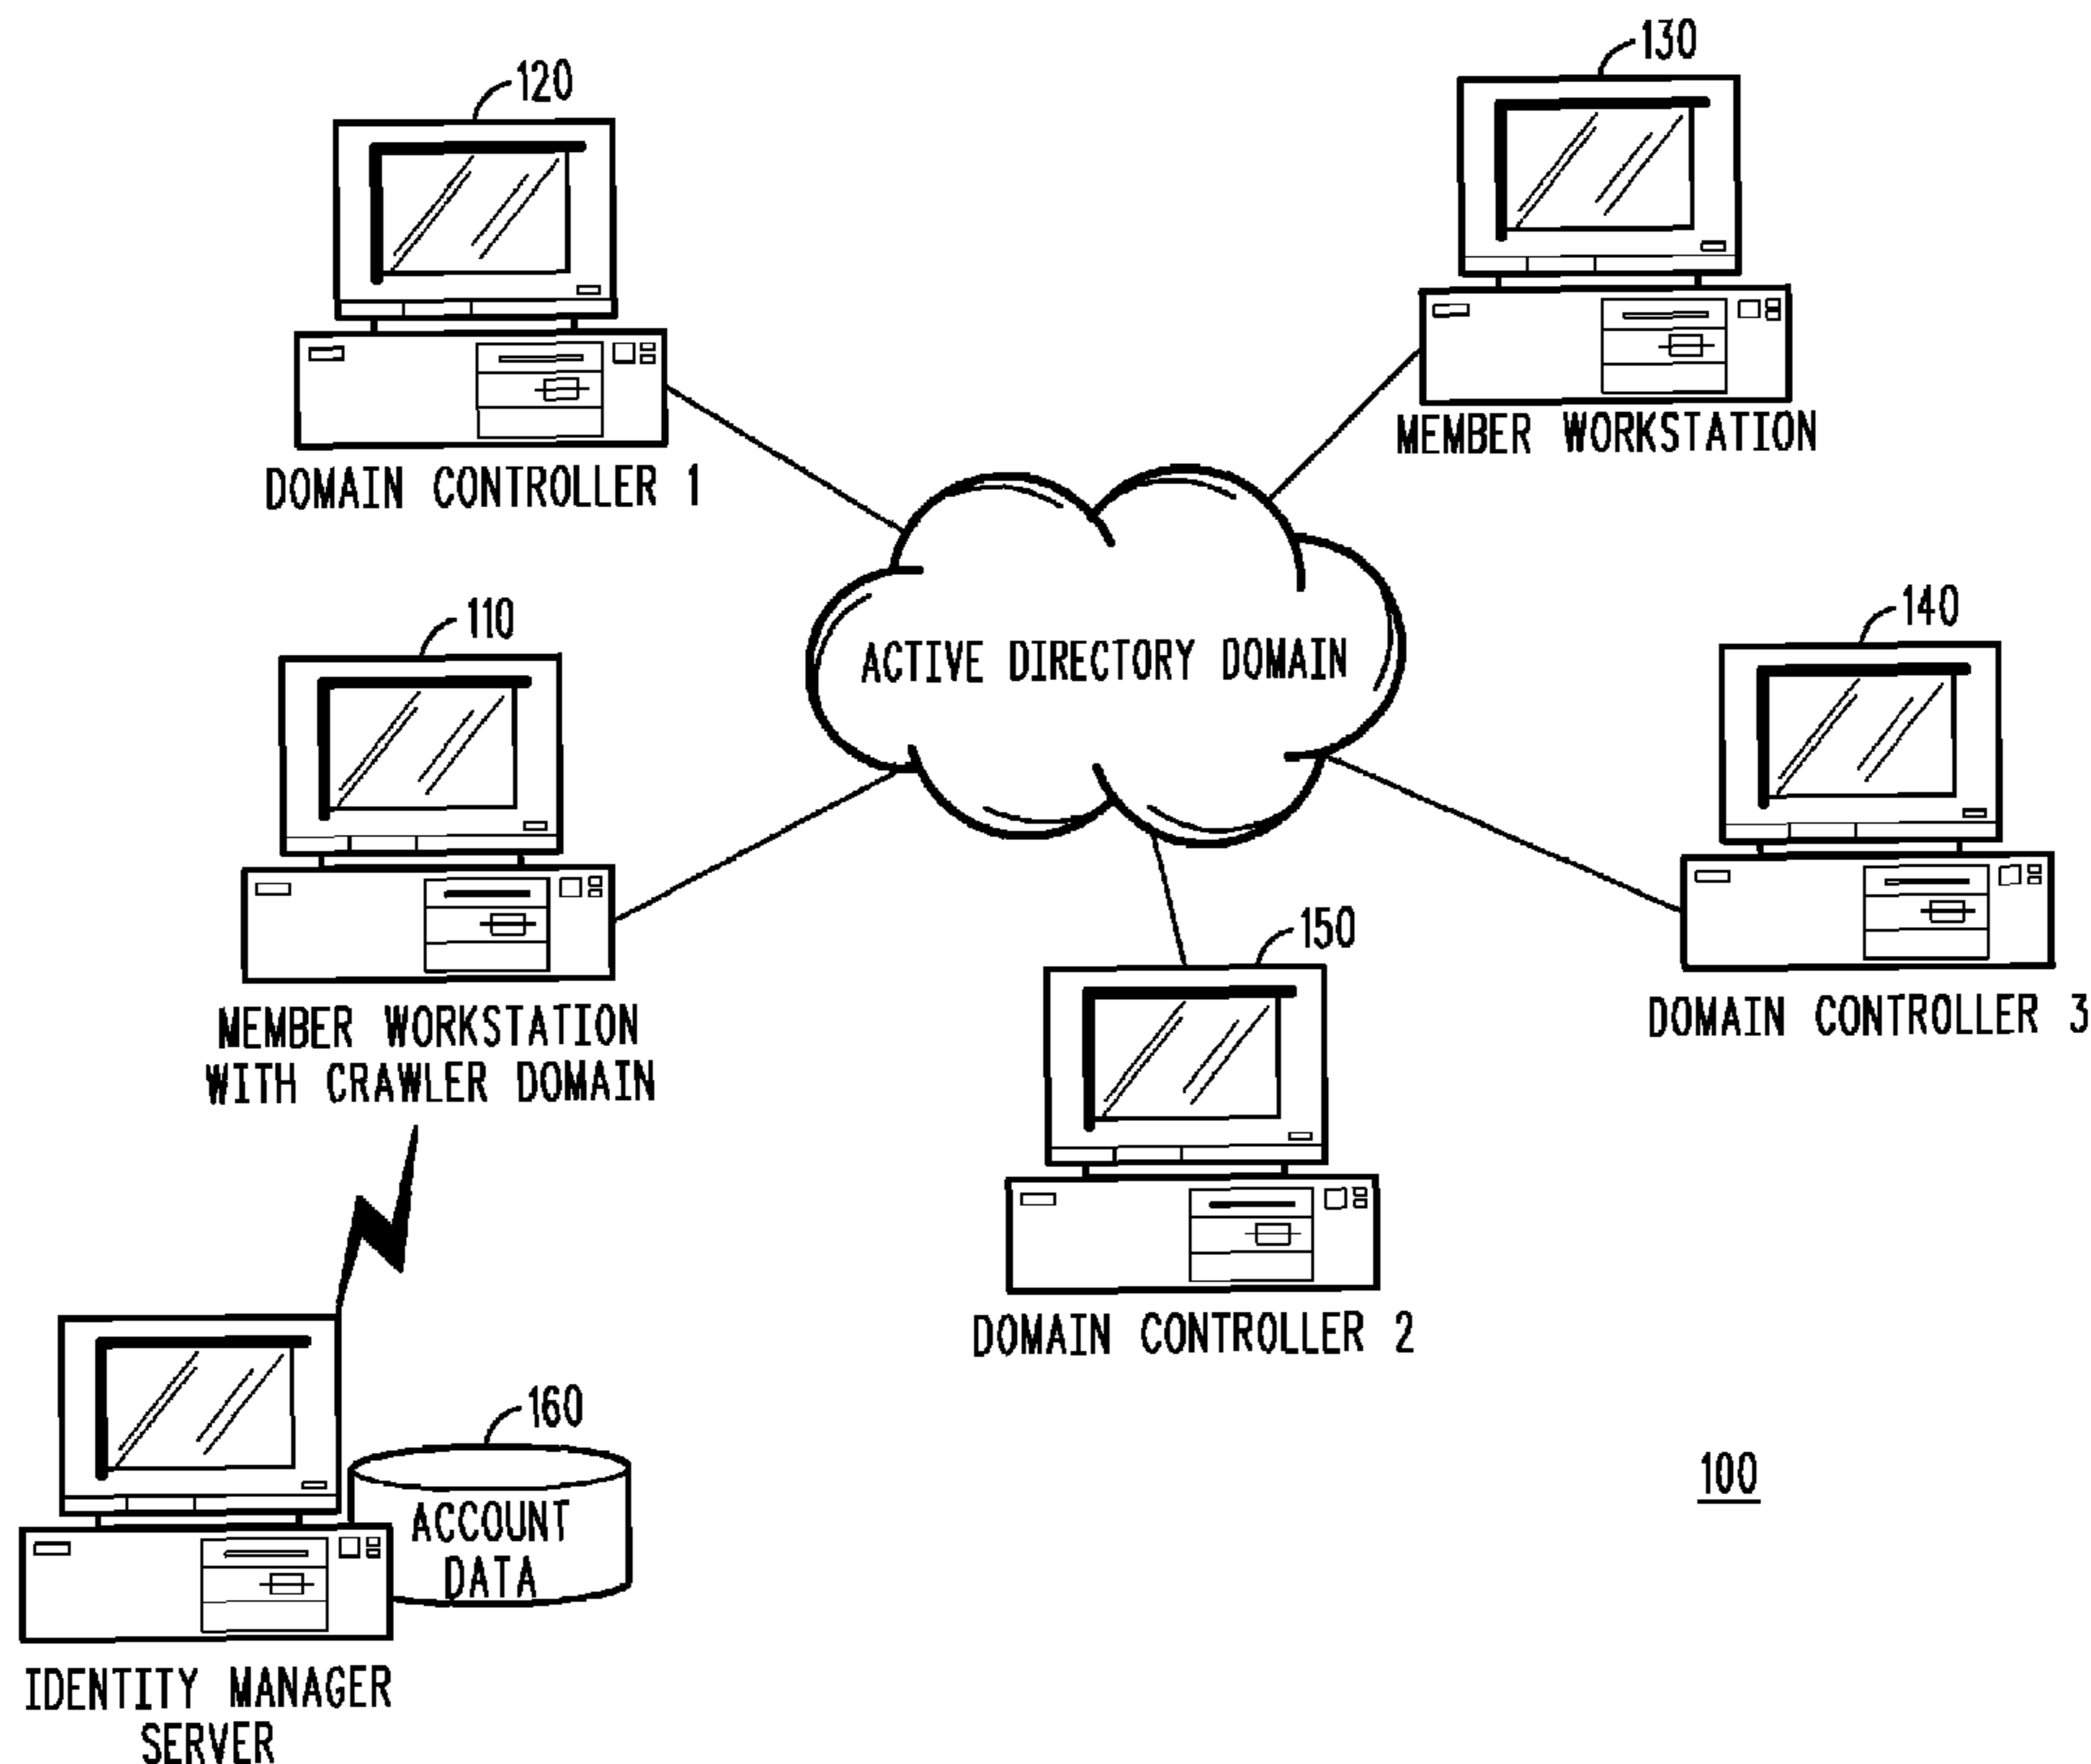 130
120
MEMBER WORKSTATION
DOMAIN CONTROLLER 1
110
140
ACTIVE DIRECTORY DOMAIN
150
MEMBER WORKSTATION
WITH CRAWLER DOMAIN
DOMAIN CONTROLLER 3
DOMAIN CONTROLLER 2
160
ACCOUNT
DATA
100
IDENTITY MANAGER
SERVER